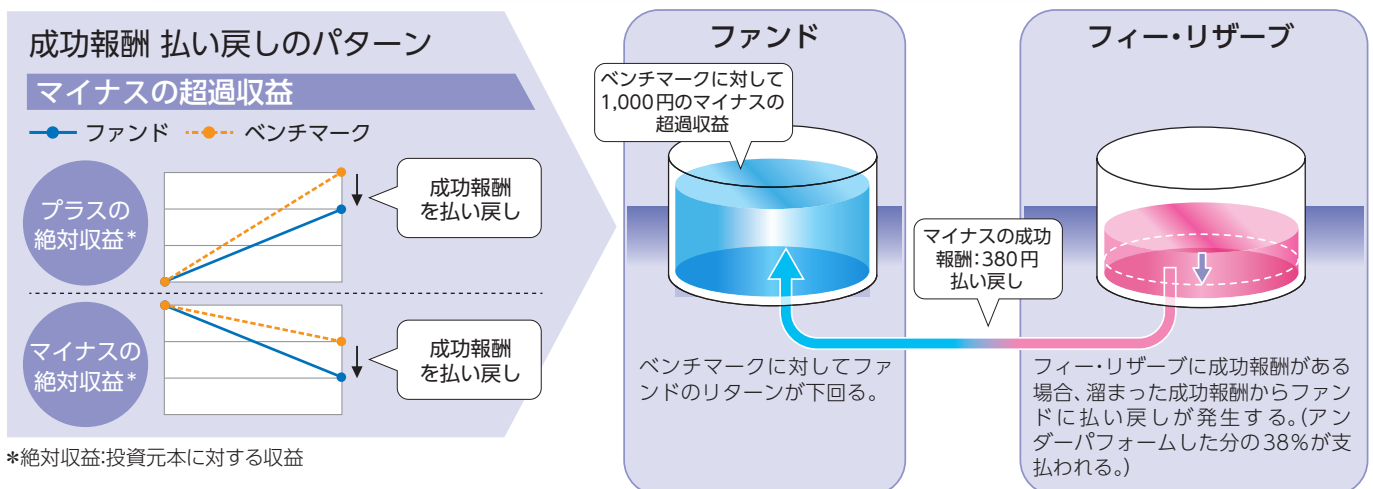 成功報酬 払い戻しのパターン
マイナスの超過収益
ファンド ベンチマーク
プラスの
絶対収益*
成功報酬
を払い戻し
マイナスの
絶対収益*
成功報酬
を払い戻し
*絶対収益:投資元本に対する収益
ファンド
ベンチマークに対して
1,000円のマイナスの
超過収益
ベンチマークに対してファ
ンドのリターンが下回る。
マイナスの成功
報酬:380円
払い戻し
フィー・リザーブ
フィー・リザーブに成功報酬がある
場合、溜まった成功報酬からファン
ドに払い戻しが発生する。(アン
ダーパフォームした分の38%が支
払われる。)